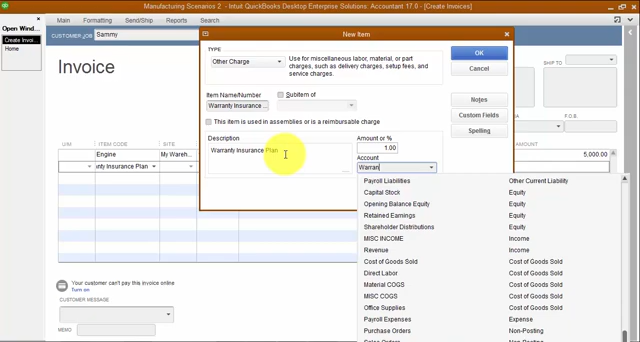 Manufacturing Scenarios 2 - Intuit QuickBooks Desktop Enterprise Solutions: Accountant 17.0 - [Create Invoices]
Main Formatting Send/Ship Reports Search
Open Wind
Create Invoi...
Home
CUSTOMER:JOB Sammy
Invoice
SHIP TO
F.O.B.
U/M ITEM CODE SITE AMOUNT
Engine My Wareh... 5,000.00
nty Insurance Plan
Your customer can't pay this invoice online
Turn on
CUSTOMER MESSAGE
MEMO
New Item
TYPE
Other Charge
Use for miscellaneous labor, material, or part
charges, such as delivery charges, setup fees, and
service charges.
OK
Cancel
Notes
Custom Fields
Spelling
Item Name/Number Subitem of
Warranty Insurance ...
This item is used in assemblies or is a reimbursable charge
Description
Warranty Insurance Plan
Amount or %
1.00
Account
Warran
Payroll Liabilities Other Current Liability
Capital Stock Equity
Opening Balance Equity Equity
Retained Earnings Equity
Shareholder Distributions Equity
MISC INCOME Income
Revenue Income
Cost of Goods Sold Cost of Goods Sold
Direct Labor Cost of Goods Sold
Material COGS Cost of Goods Sold
MISC COGS Cost of Goods Sold
Office Supplies Cost of Goods Sold
Payroll Expenses Expense
Purchase Orders Non-Posting
Sales Orders Non-Posting